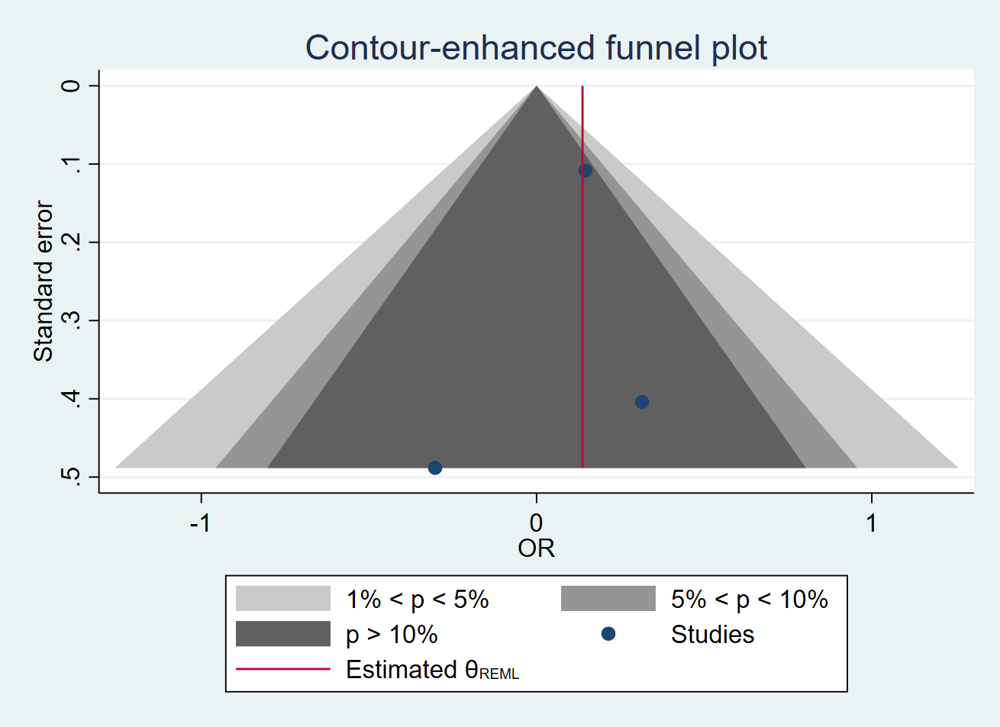 Contour-enhanced funnel plot
Standard error
0
.1
.2
.3
.4
.5
-1
0
1
OR
1% < p < 5%
5% < p < 10%
p > 10%
Studies
Estimated θREML